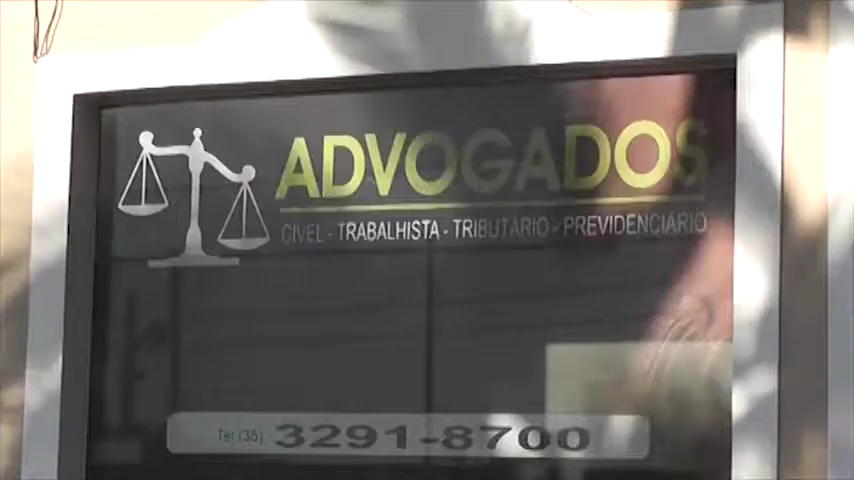 ADVOGADOS
CIVEL - TRABALHISTA - TRIBUTARIO - PREVIDENCIARIO
Tel: (35) 3291-8700